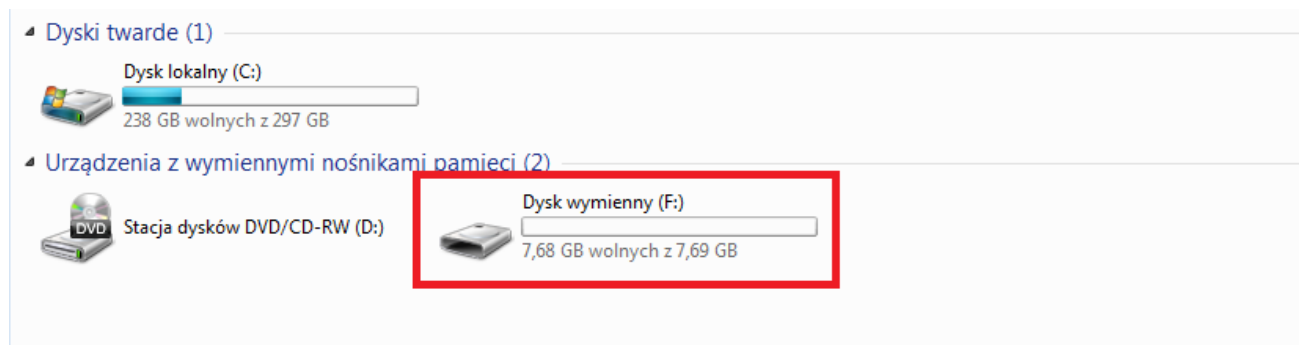 Dyski twarde (1)
Dysk lokalny (C:)
238 GB wolnych z 297 GB
Urządzenia z wymiennymi nośnikami pamięci (2)
DVD
Stacja dysków DVD/CD-RW (D:)
Dysk wymienny (F:)
7,68 GB wolnych z 7,69 GB